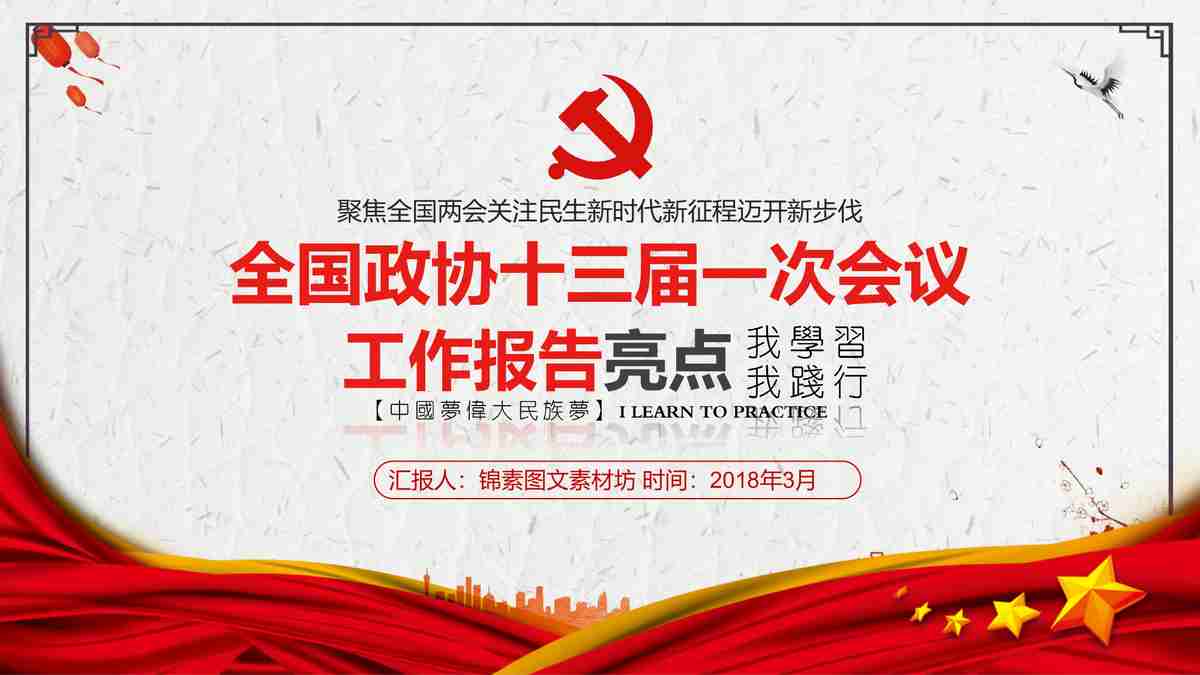 聚焦全国两会关注民生新时代新征程迈开新步伐
全国政协十三届一次会议
工作报告亮点
我學習
我踐行
【中國夢偉大民族夢】I LEARN TO PRACTICE
汇报人：锦素图文素材坊 时间：2018年3月